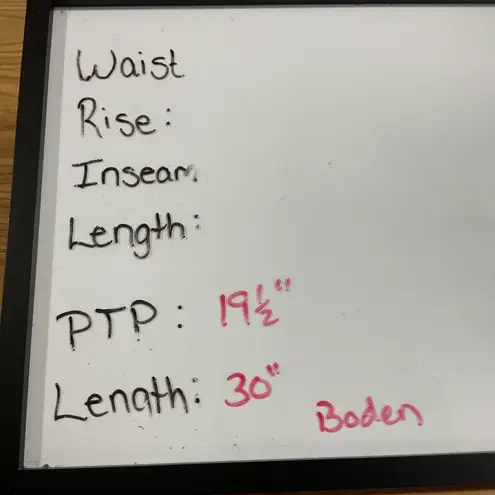 Waist
Rise:
Inseam
Length:
PTP: 19½"
Length: 30"
Boden